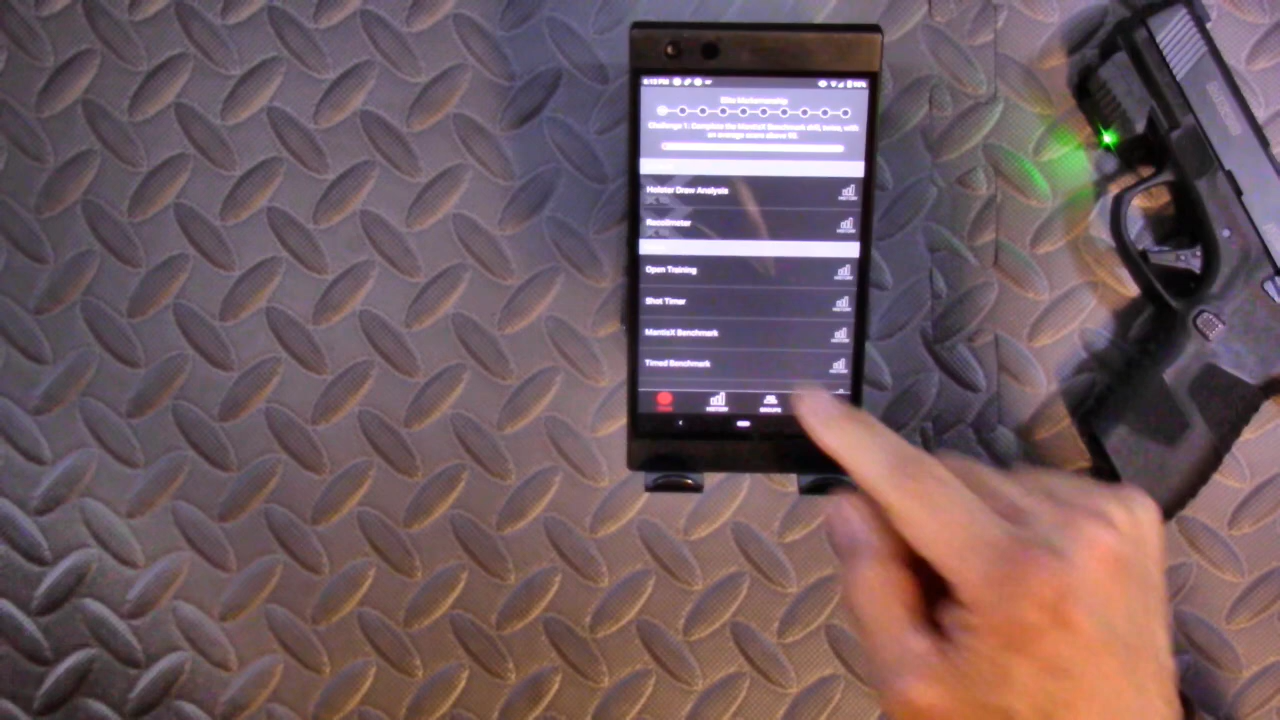 Elite Marksmanship
Challenge 1: Complete the MantisX Benchmark drill, twice, with
an average score above 90.
Holster Draw Analysis
HISTORY
Recoilmeter
HISTORY
Open Training
HISTORY
Shot Timer
HISTORY
MantisX Benchmark
HISTORY
Timed Benchmark
HISTORY
HISTORY
GROUPS